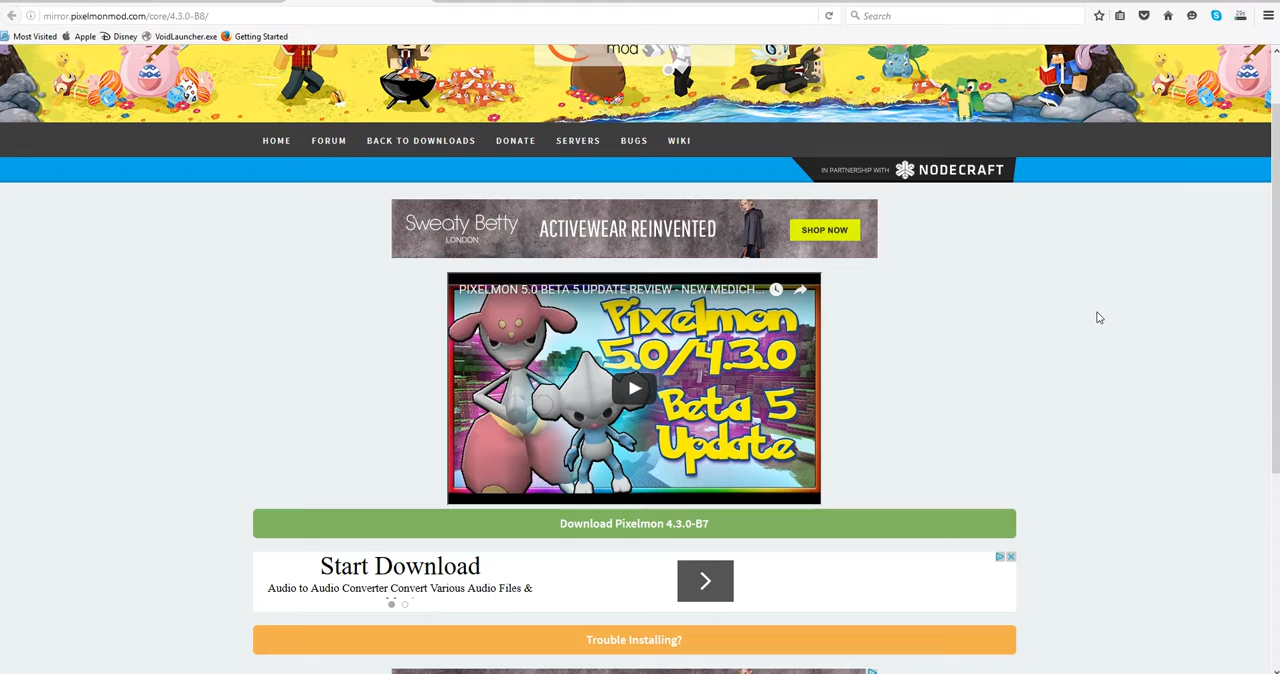 mirror.pixelmonmod.com/core/4.3.0-B8/
Search
Most Visited Apple Disney VoidLauncher.exe Getting Started
mod
HOME FORUM BACK TO DOWNLOADS DONATE SERVERS BUGS WIKI
IN PARTNERSHIP WITH NODECRAFT
Sweaty Betty
LONDON
ACTIVEWEAR REINVENTED
SHOP NOW
PIXELMON 5.0 BETA 5 UPDATE REVIEW - NEW MEDICH...
Pixelmon
5.0/4.3.0
Beta 5
Update
Download Pixelmon 4.3.0-B7
Start Download
Audio to Audio Converter Convert Various Audio Files &
Trouble Installing?